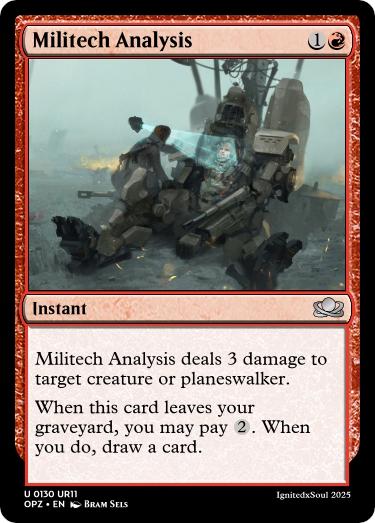 Militech Analysis 1
Instant
Militech Analysis deals 3 damage to
target creature or planeswalker.
When this card leaves your
graveyard, you may pay 2. When
you do, draw a card.
U 0130 UR11
OPZ • EN Bram Sels
IgnitedxSoul 2025